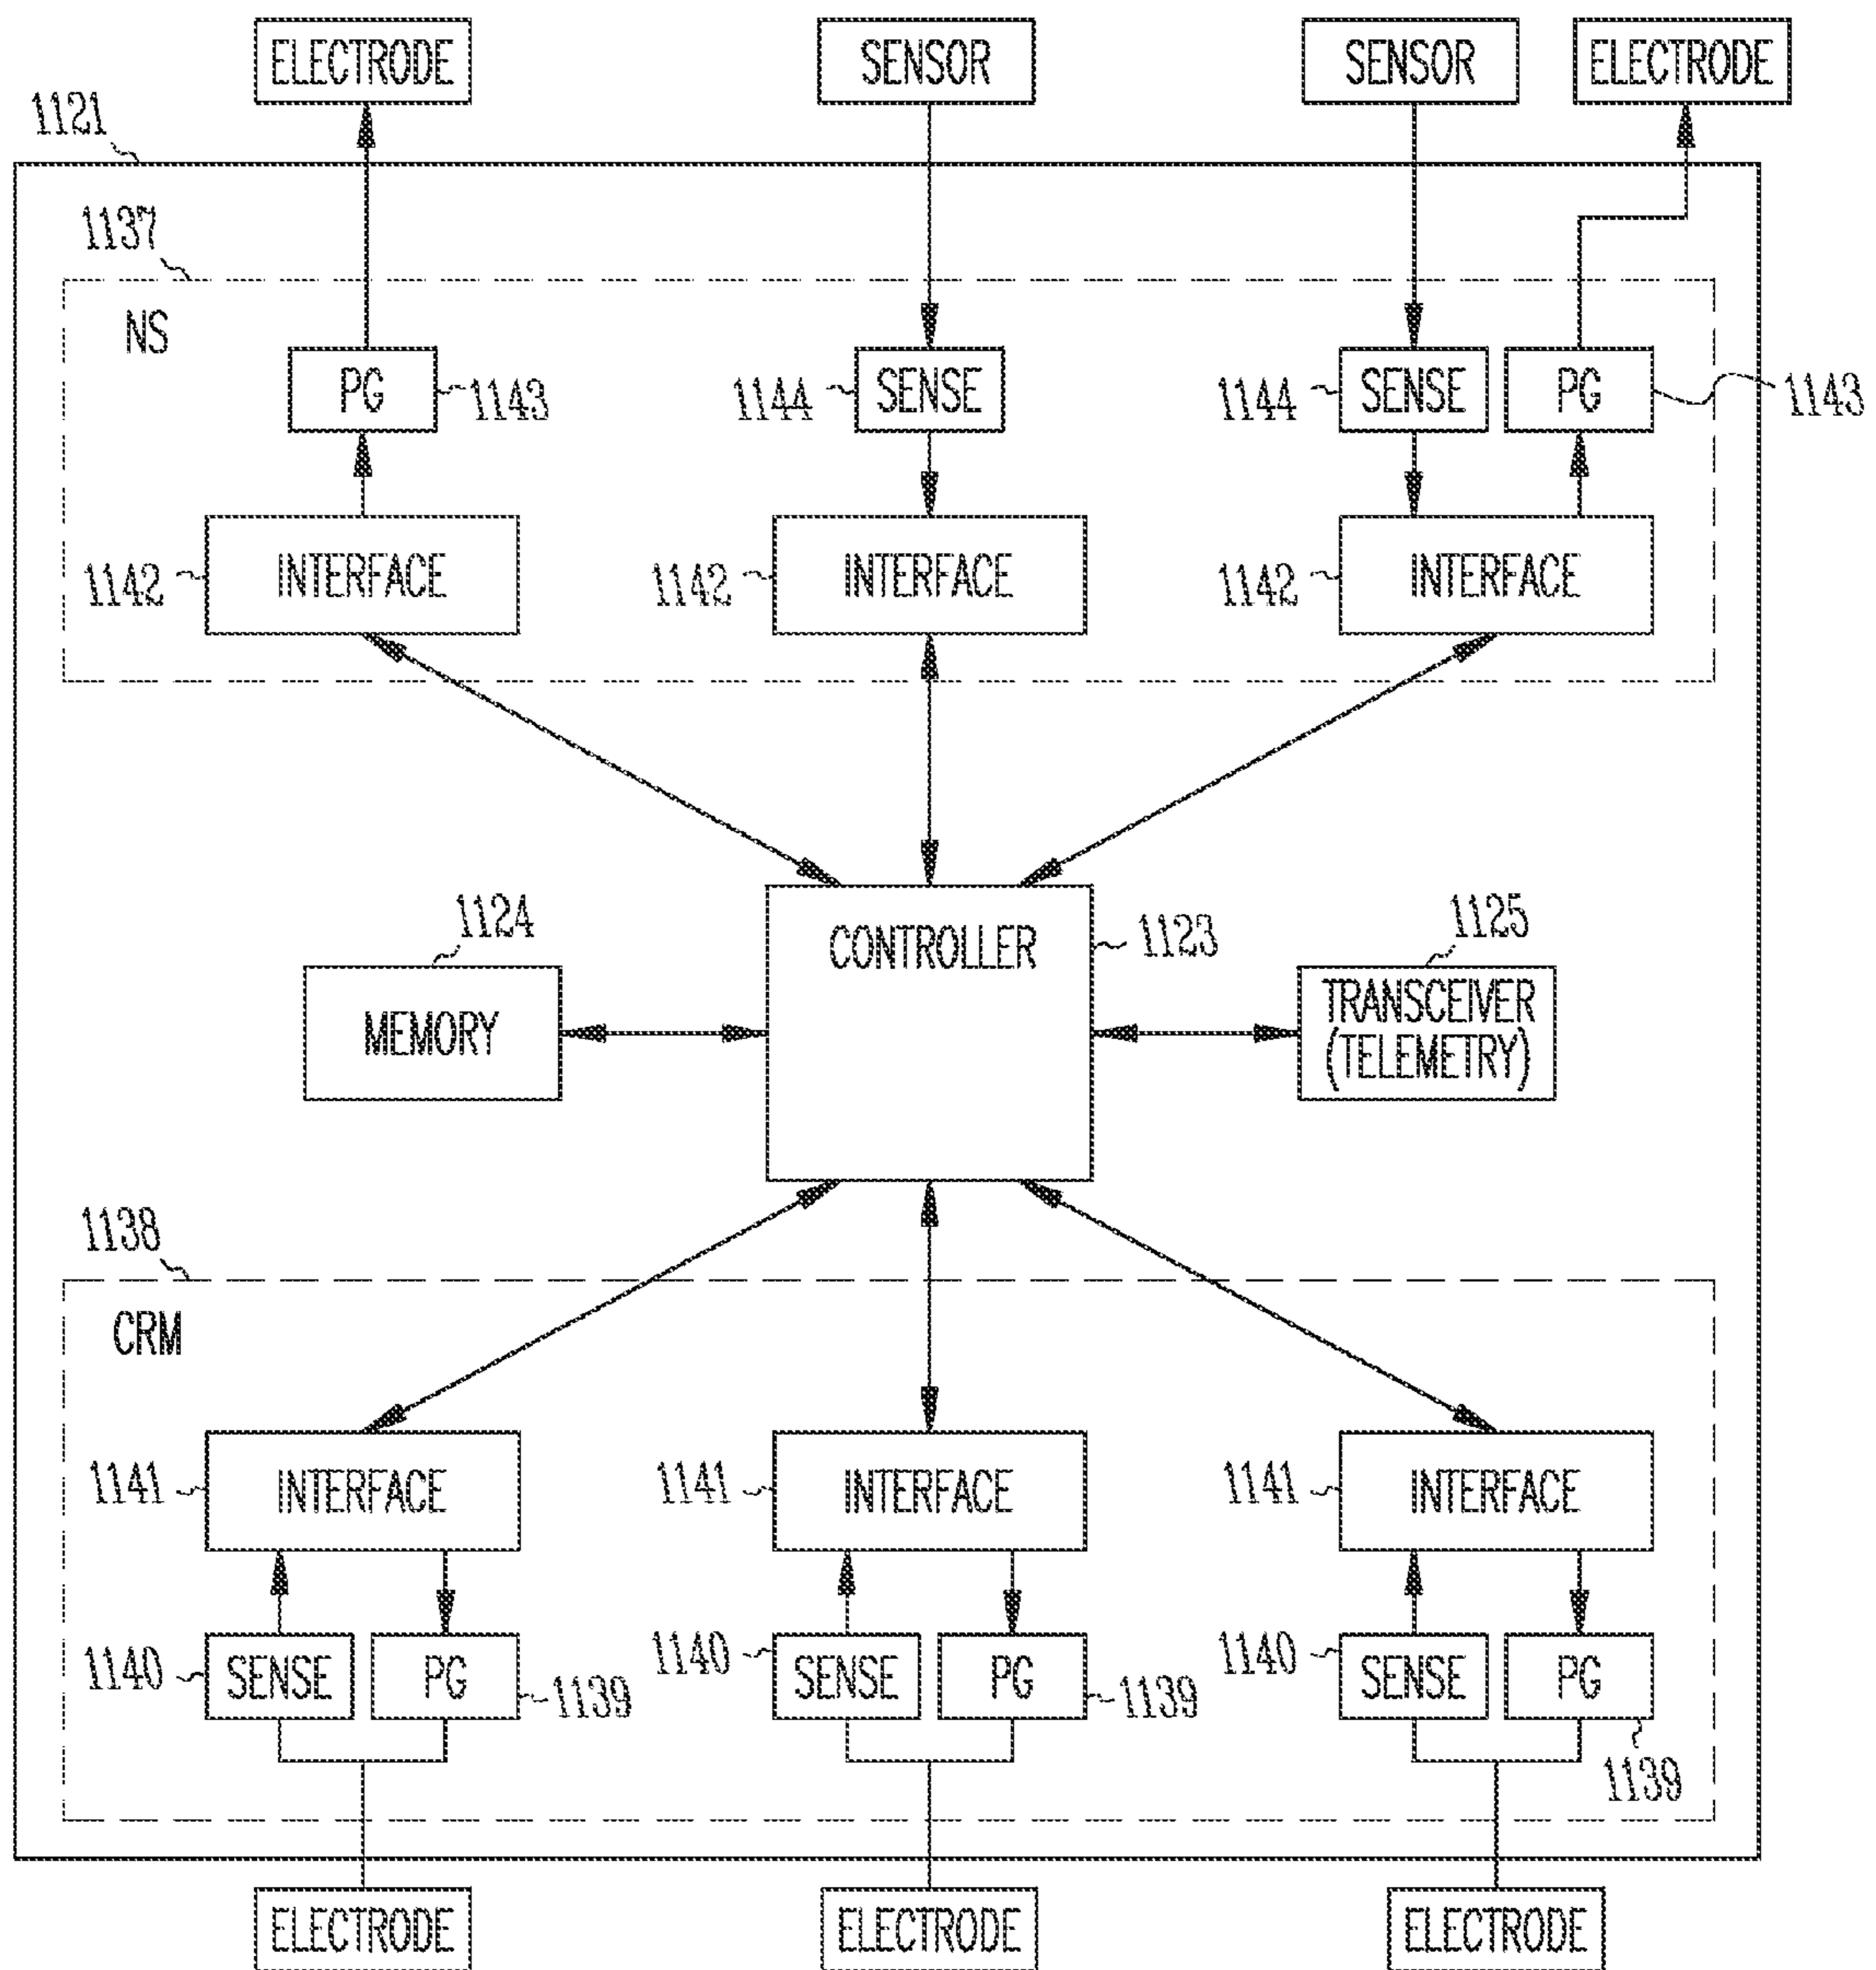 ELECTRODE
SENSOR
SENSOR
ELECTRODE
1121
1137
NS
PG
1143
1144
SENSE
1144
SENSE
PG
1143
1142
INTERFACE
1142
INTERFACE
1142
INTERFACE
1124
MEMORY
CONTROLLER
1123
1125
TRANSCEIVER
(TELEMETRY)
1138
CRM
1141
INTERFACE
1141
INTERFACE
1141
INTERFACE
1140
SENSE
PG
1139
1140
SENSE
PG
1139
1140
SENSE
PG
1139
ELECTRODE
ELECTRODE
ELECTRODE